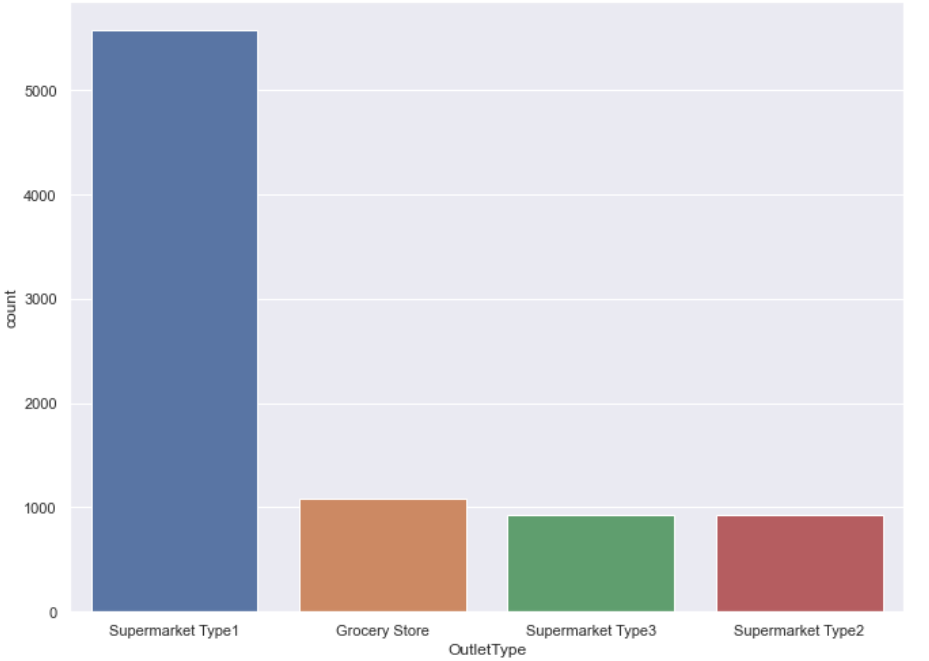 5000
4000
3000
2000
1000
0
count
Supermarket Type1 Grocery Store Supermarket Type3 Supermarket Type2
OutletType